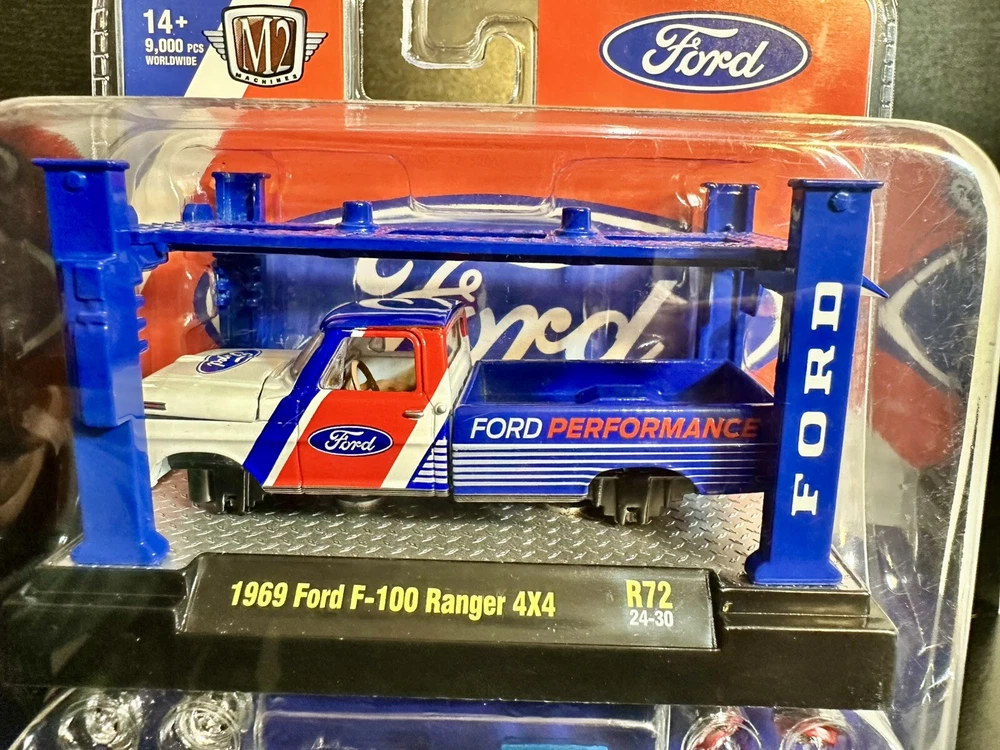 14+
9,000 PCS
WORLDWIDE
M2
MACHINES
Ford
Ford
Ford
Ford
FORD PERFORMANCE
FORD
1969 Ford F-100 Ranger 4X4
R72
24-30